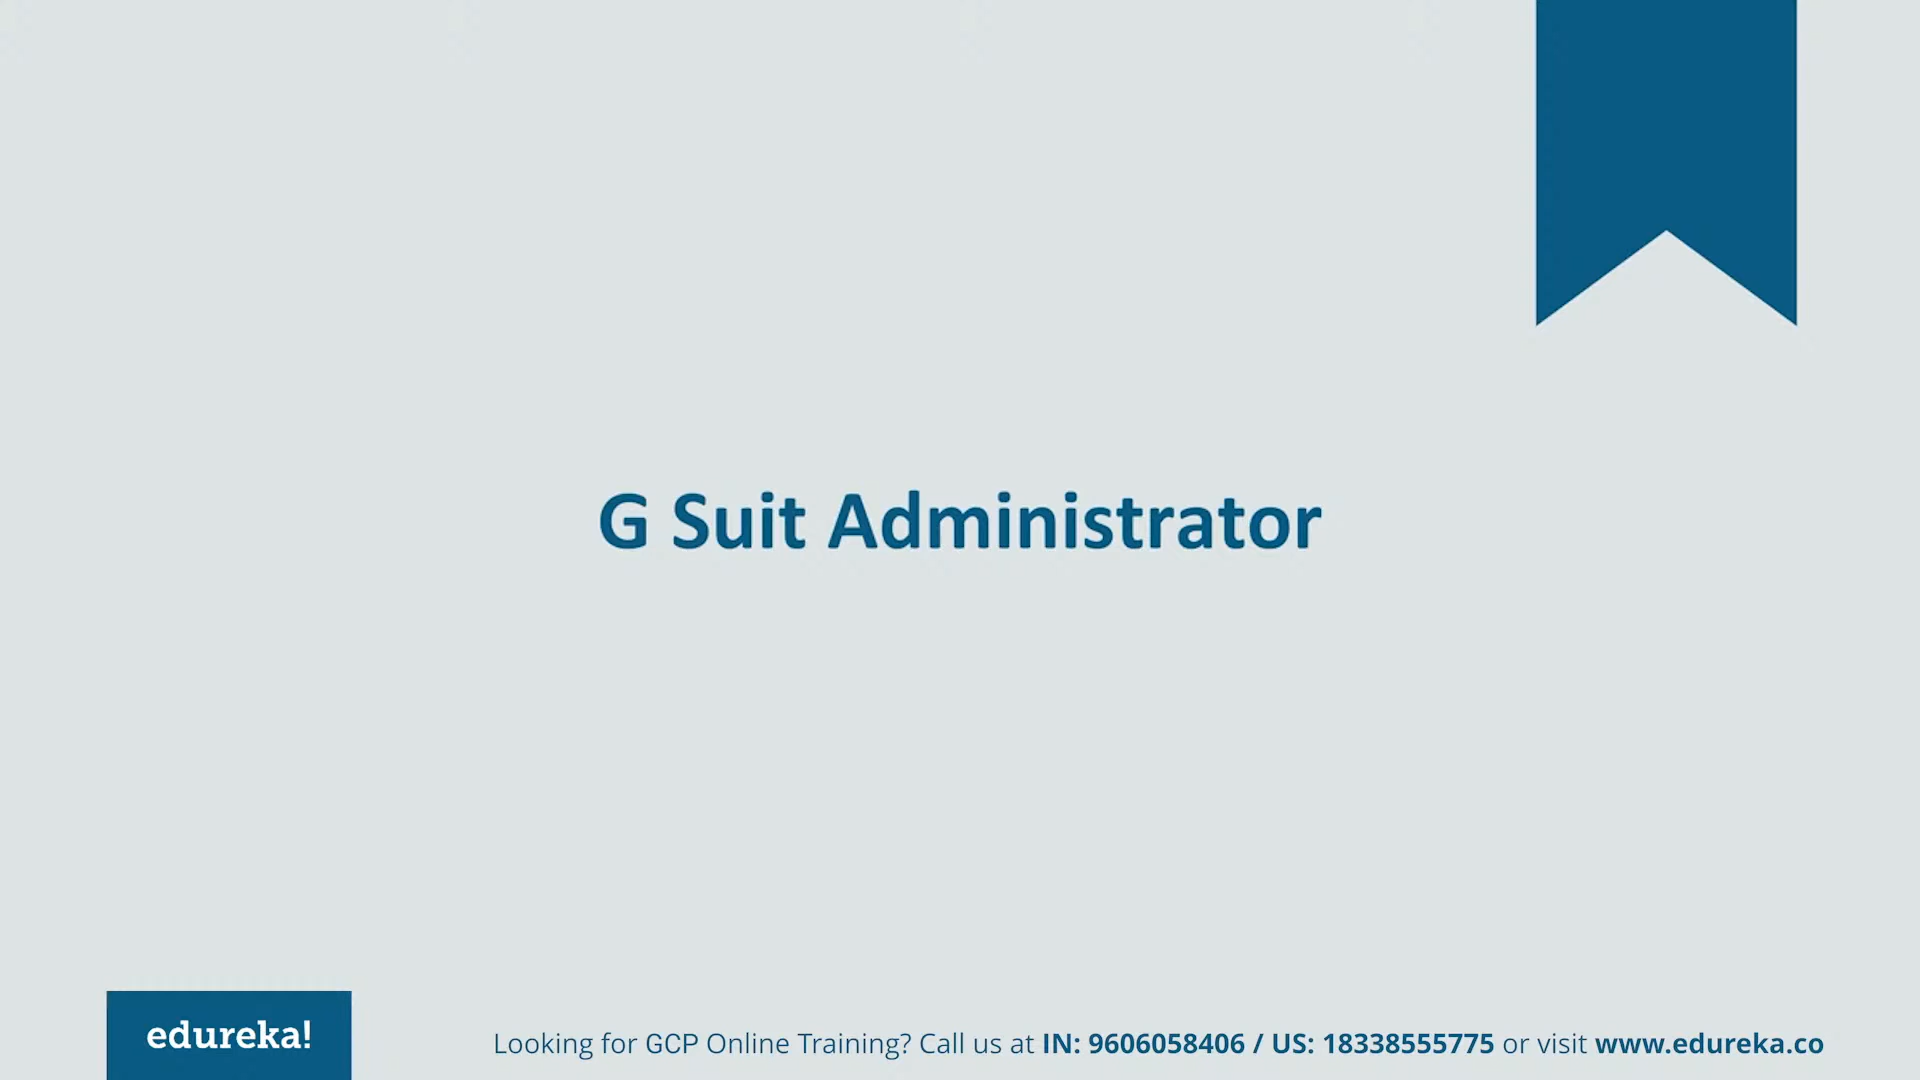 G Suit Administrator
edureka!
Looking for GCP Online Training? Call us at IN: 9606058406 / US: 18338555775 or visit www.edureka.co